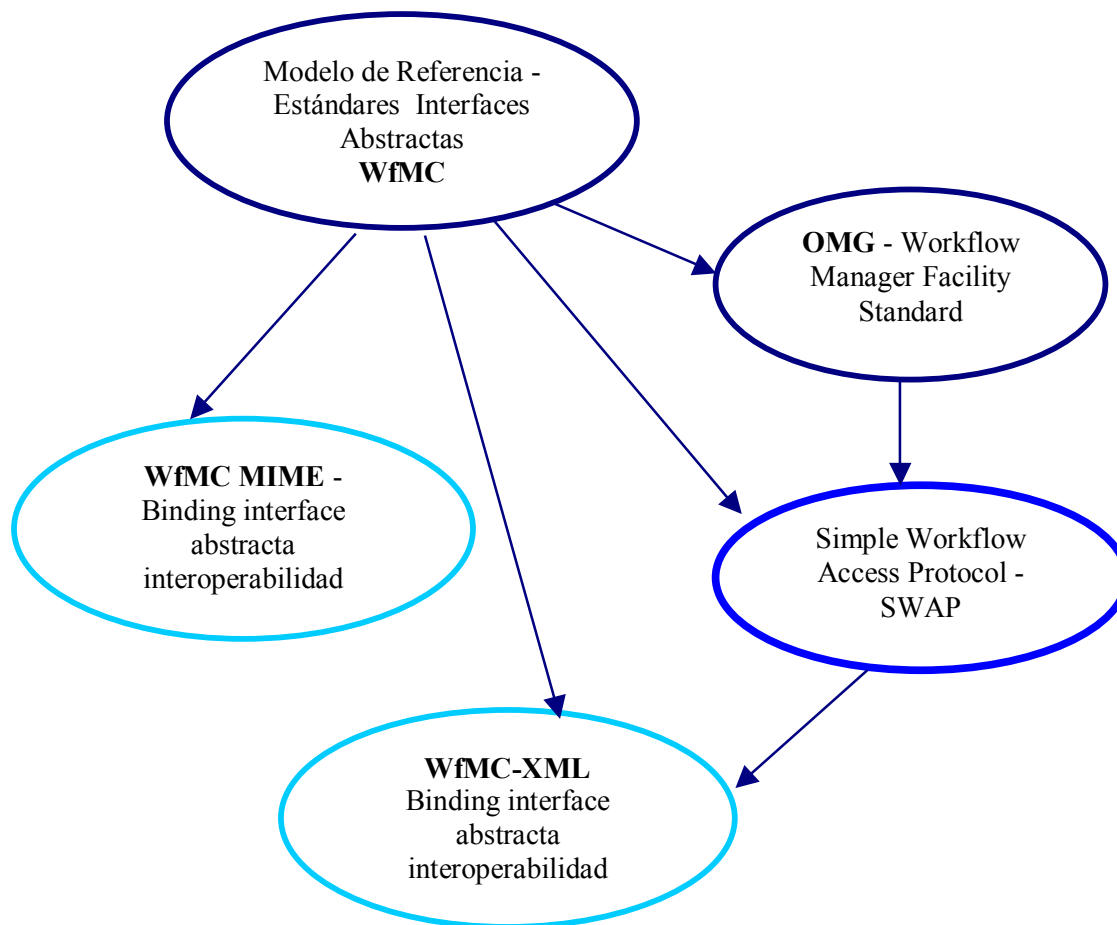 Modelo de Referencia -
Estándares Interfaces
Abstractas
WfMC
OMG - Workflow
Manager Facility
Standard
WfMC MIME -
Binding interface
abstracta
interoperabilidad
Simple Workflow
Access Protocol -
SWAP
WfMC-XML
Binding interface
abstracta
interoperabilidad